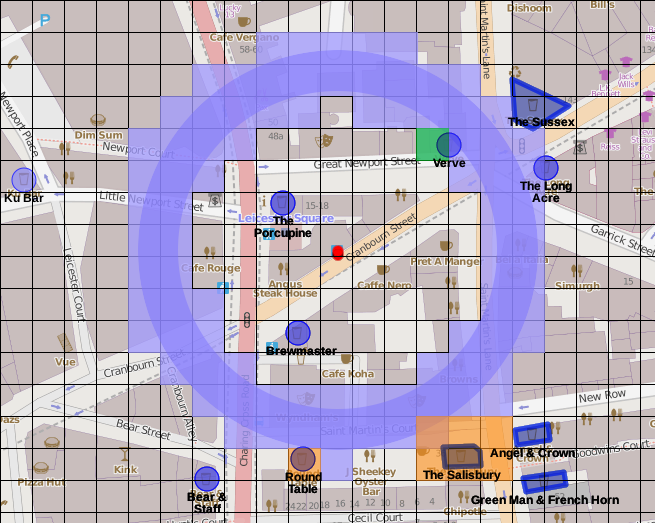 Lucky
Dishoom
Bill's
P
Cafe Vergano
58-60
Saint Martin's Lane
Jack
Wills
The Sussex
Dim Sum
Newport Court
Newport Place
48a
Great Newport Street
Verve
Ku Bar
Little Newport Street
The Long
Acre
15-18
Leicester Square
The
Porcupine
Cranbourn Street
Garrick Street
Cafe Rouge
Pret A Manger
Leicester Court
Angus
Steak House
Caffe Nero
Simurgh
15
Brewmaster
Vue
Cranbourn Street
Cafe Koha
Cranbourn Alley
Charing Cross Road
New Row
Bear Street
Saint Martin's Court
Goodwins Court
Angel & Crown
Kink
Pizza Hut
Round
Table
J Sheekey
Oyster
Bar
The Salisbury
Bear &
Staff
Green Man & French Horn
2422 20 18 16 14 12 10 8 6 4
Chipotle
Cecil Court